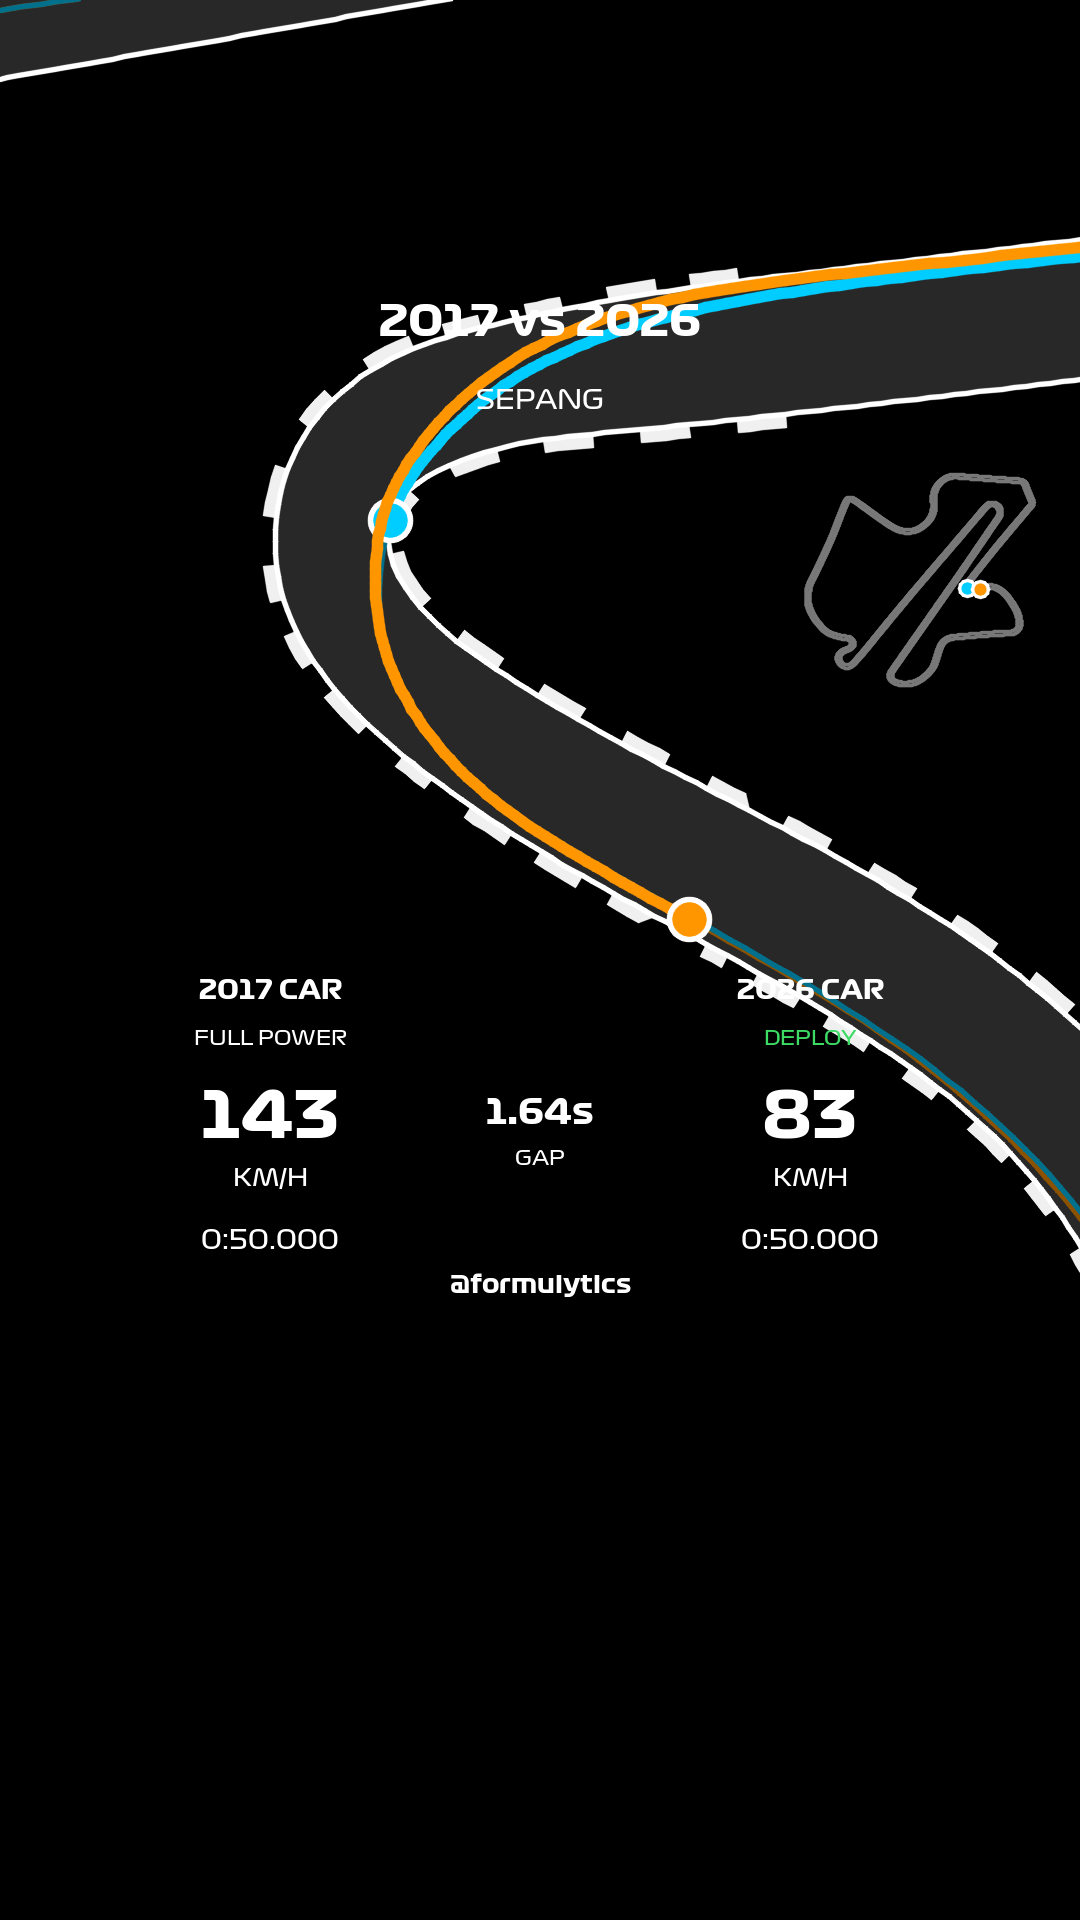 2017 vs 2026
SEPANG
2017 CAR
FULL POWER
143
KM/H
0:50.000
1.64s
GAP
2026 CAR
DEPLOY
83
KM/H
0:50.000
@formulytics